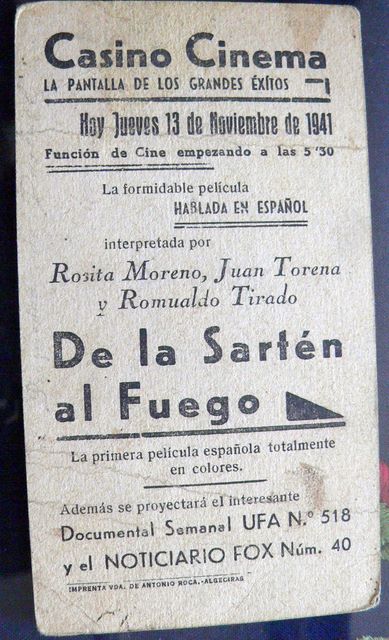 Casino Cinema
LA PANTALLA DE LOS GRANDES ÉXITOS
Hoy Jueves 13 de Noviembre de 1941
Función de Cine empezando a las 5'30
La formidable película
HABLADA EN ESPAÑOL
interpretada por
Rosita Moreno, Juan Torena
y Romualdo Tirado
De la Sartén
al Fuego
La primera película española totalmente
en colores.
Además se proyectará el interesante
Documental Semanal UFA N.º 518
y el NOTICIARIO FOX Núm. 40
IMPRENTA VDA. DE ANTONIO ROCA.-ALGECIRAS